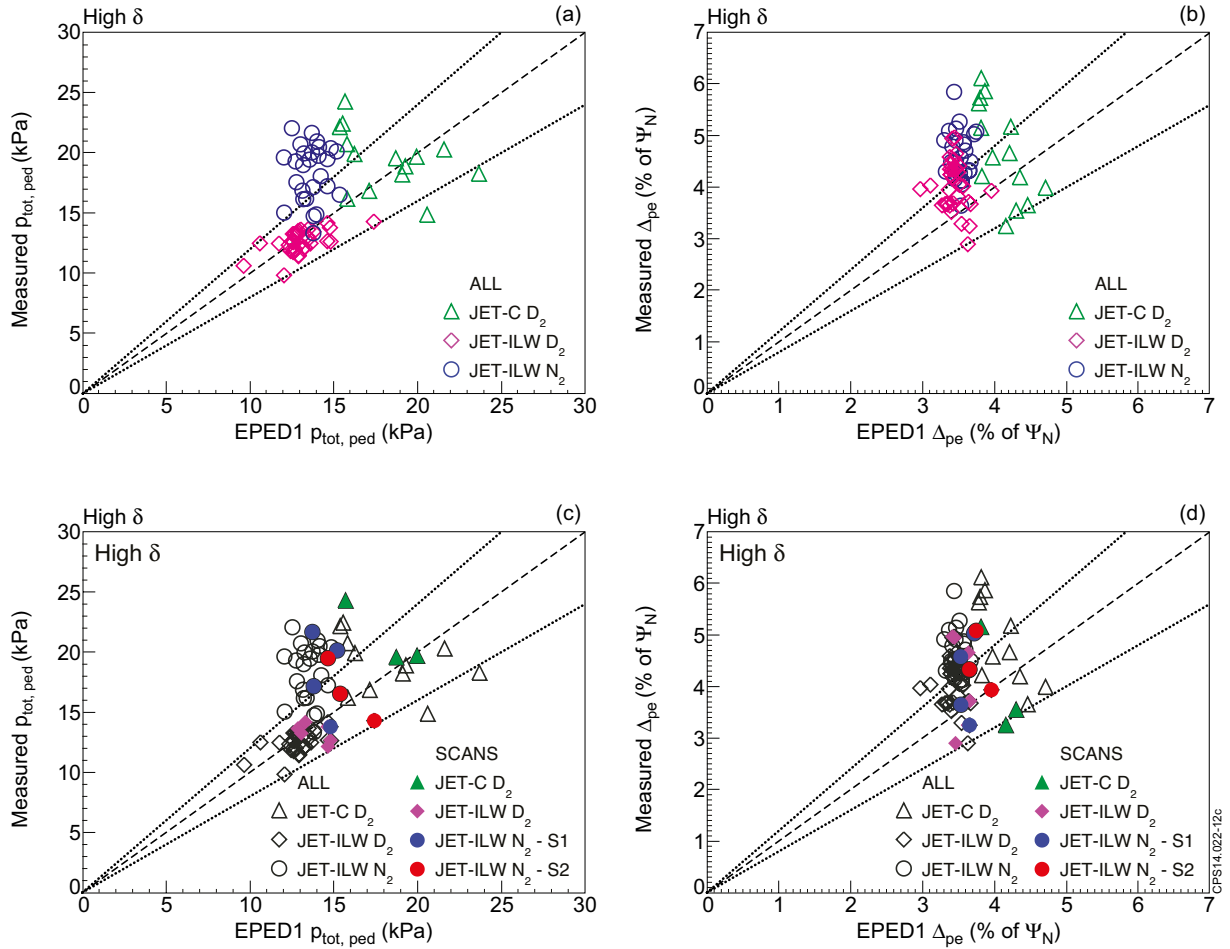 High δ
(a)
30
25
20
15
10
5
0
Measured p_tot, ped (kPa)
ALL
JET-C D₂
JET-ILW D₂
JET-ILW N₂
0 5 10 15 20 25 30
EPED1 p_tot, ped (kPa)
High δ
(b)
7
6
5
4
3
2
1
0
Measured Δ_pe (% of Ψ_N)
ALL
JET-C D₂
JET-ILW D₂
JET-ILW N₂
0 1 2 3 4 5 6 7
EPED1 Δ_pe (% of Ψ_N)
High δ
(c)
High δ
30
25
20
15
10
5
0
Measured p_tot, ped (kPa)
SCANS
ALL JET-C D₂
JET-C D₂ JET-ILW D₂
JET-ILW D₂ JET-ILW N₂ - S1
JET-ILW N₂ JET-ILW N₂ - S2
0 5 10 15 20 25 30
EPED1 p_tot, ped (kPa)
High δ
(d)
High δ
7
6
5
4
3
2
1
0
Measured Δ_pe (% of Ψ_N)
SCANS
ALL JET-C D₂
JET-C D₂ JET-ILW D₂
JET-ILW D₂ JET-ILW N₂ - S1
JET-ILW N₂ JET-ILW N₂ - S2
0 1 2 3 4 5 6 7
EPED1 Δ_pe (% of Ψ_N)
CPS14.022-12c